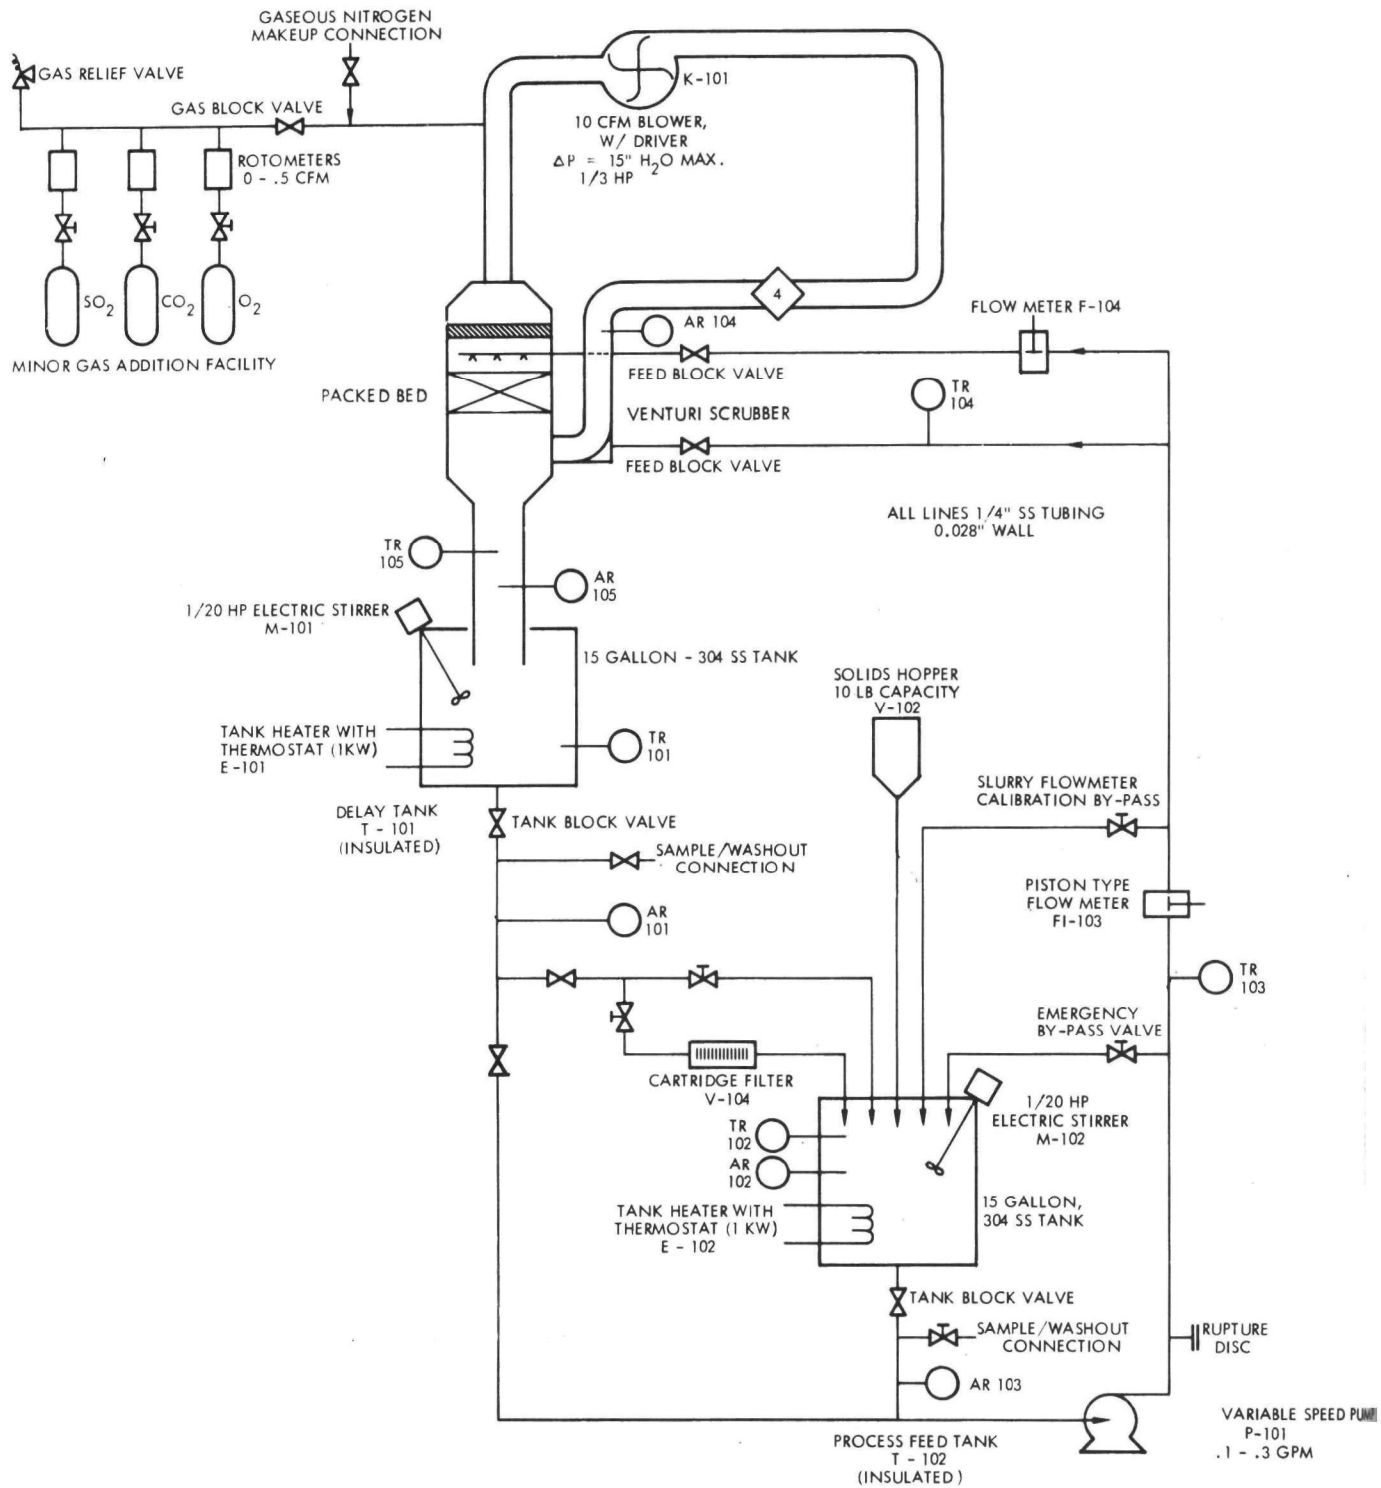 GASEOUS NITROGEN
MAKEUP CONNECTION
GAS RELIEF VALVE
GAS BLOCK VALVE
K-101
10 CFM BLOWER,
W/ DRIVER
ΔP = 15" H2O MAX.
1/3 HP
ROTOMETERS
0 - .5 CFM
SO2
CO2
O2
MINOR GAS ADDITION FACILITY
4
AR 104
FLOW METER F-104
FEED BLOCK VALVE
PACKED BED
TR
104
VENTURI SCRUBBER
FEED BLOCK VALVE
ALL LINES 1/4" SS TUBING
0.028" WALL
TR
105
AR
105
1/20 HP ELECTRIC STIRRER
M-101
15 GALLON - 304 SS TANK
SOLIDS HOPPER
10 LB CAPACITY
V-102
TANK HEATER WITH
THERMOSTAT (1KW)
E-101
TR
101
SLURRY FLOWMETER
CALIBRATION BY-PASS
DELAY TANK
T - 101
(INSULATED)
TANK BLOCK VALVE
SAMPLE/WASHOUT
CONNECTION
PISTON TYPE
FLOW METER
FI-103
AR
101
TR
103
EMERGENCY
BY-PASS VALVE
CARTRIDGE FILTER
V-104
1/20 HP
ELECTRIC STIRRER
M-102
TR
102
AR
102
TANK HEATER WITH
THERMOSTAT (1 KW)
E - 102
15 GALLON,
304 SS TANK
TANK BLOCK VALVE
SAMPLE/WASHOUT
CONNECTION
RUPTURE
DISC
AR 103
PROCESS FEED TANK
T - 102
(INSULATED)
VARIABLE SPEED PUMP
P-101
.1 - .3 GPM